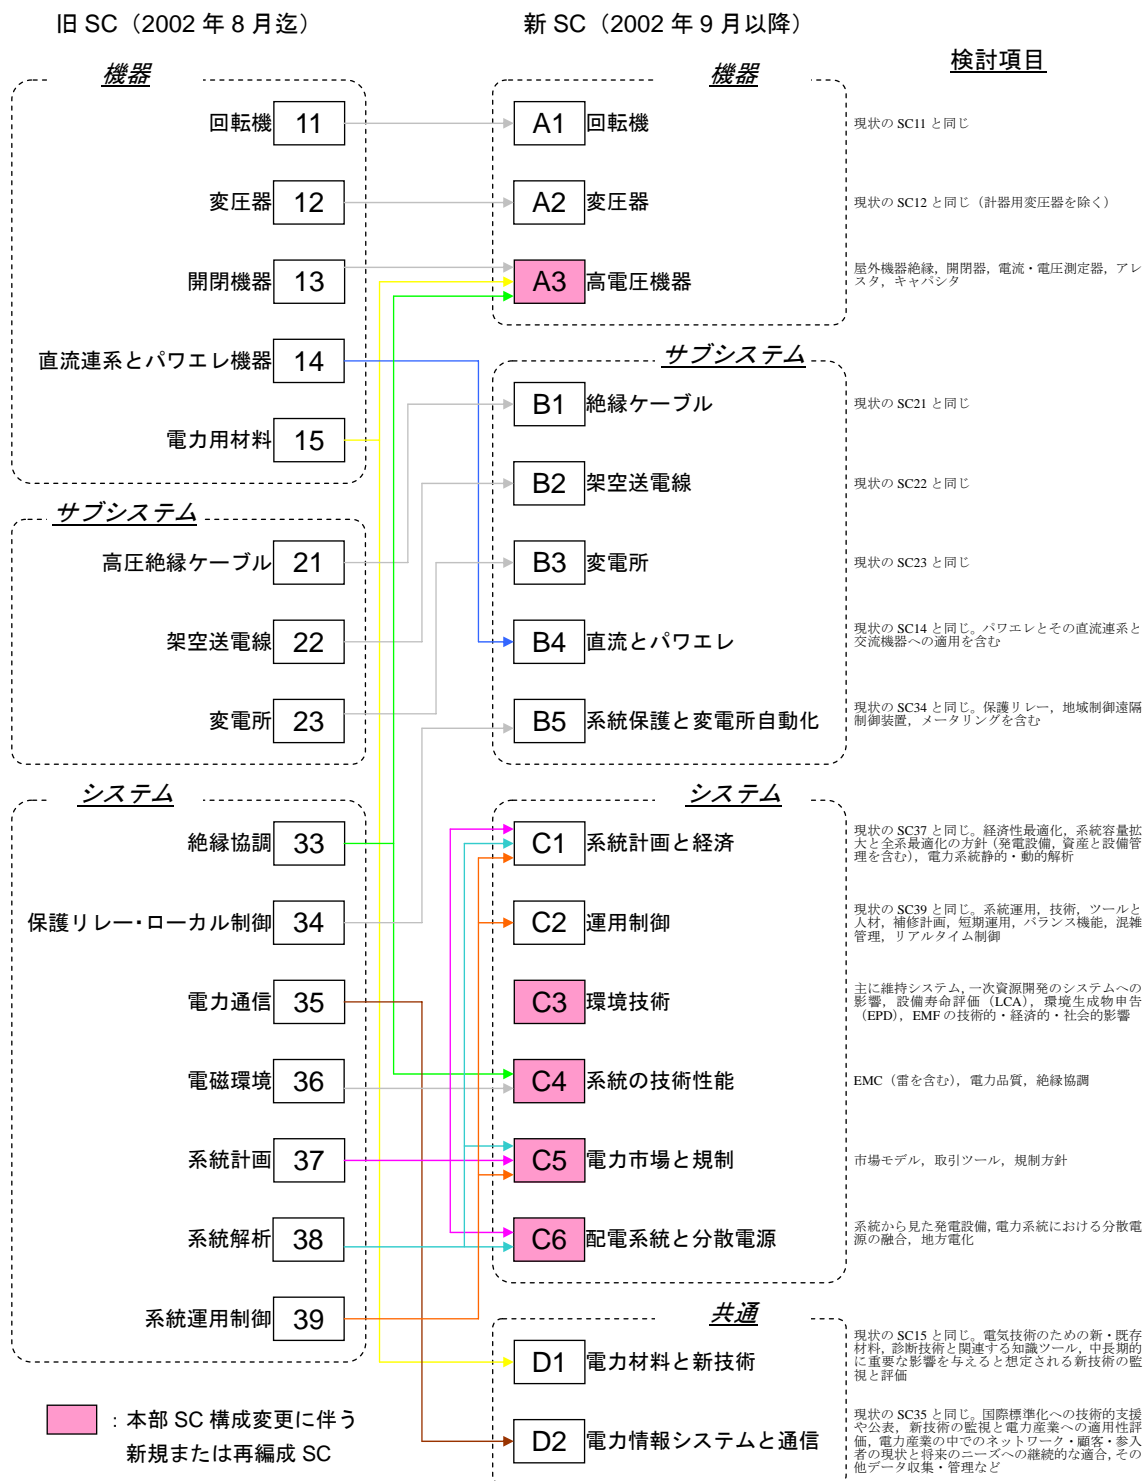 旧 SC（2002 年 8 月迄）
機器
回転機 11
変圧器 12
開閉機器 13
直流連系とパワエレ機器 14
電力用材料 15
サブシステム
高圧絶縁ケーブル 21
架空送電線 22
変電所 23
システム
絶縁協調 33
保護リレー・ローカル制御 34
電力通信 35
電磁環境 36
系統計画 37
系統解析 38
系統運用制御 39
：本部 SC 構成変更に伴う
新規または再編成 SC
新 SC（2002 年 9 月以降）
検討項目
機器
A1 回転機
現状の SC11 と同じ
A2 変圧器
現状の SC12 と同じ（計器用変圧器を除く）
A3 高電圧機器
屋外機器絶縁，開閉器，電流・電圧測定器，アレ
スタ，キャパシタ
サブシステム
B1 絶縁ケーブル
現状の SC21 と同じ
B2 架空送電線
現状の SC22 と同じ
B3 変電所
現状の SC23 と同じ
B4 直流とパワエレ
現状の SC14 と同じ。パワエレとその直流連系と
交流機器への適用を含む
B5 系統保護と変電所自動化
現状の SC34 と同じ。保護リレー，地域制御遠隔
制御装置，メータリングを含む
システム
C1 系統計画と経済
現状の SC37 と同じ。経済性最適化，系統容量拡
大と全系最適化の方針（発電設備，資産と設備管
理を含む），電力系統静的・動的解析
C2 運用制御
現状の SC39 と同じ。系統運用，技術，ツールと
人材，補修計画，短期運用，バランス機能，混雑
管理，リアルタイム制御
C3 環境技術
主に維持システム，一次資源開発のシステムへの
影響，設備寿命評価（LCA），環境生成物申告
（EPD），EMF の技術的・経済的・社会的影響
C4 系統の技術性能
EMC（雷を含む），電力品質，絶縁協調
C5 電力市場と規制
市場モデル，取引ツール，規制方針
C6 配電系統と分散電源
系統から見た発電設備，電力系統における分散電
源の融合，地方電化
共通
D1 電力材料と新技術
現状の SC15 と同じ。電気技術のための新・既存
材料，診断技術と関連する知識ツール，中長期的
に重要な影響を与えると想定される新技術の監
視と評価
D2 電力情報システムと通信
現状の SC35 と同じ。国際標準化への技術的支援
や公表，新技術の監視と電力産業への適用性評
価，電力産業の中でのネットワーク・顧客・参入
者の現状と将来のニーズへの継続的な適合，その
他データ収集・管理など